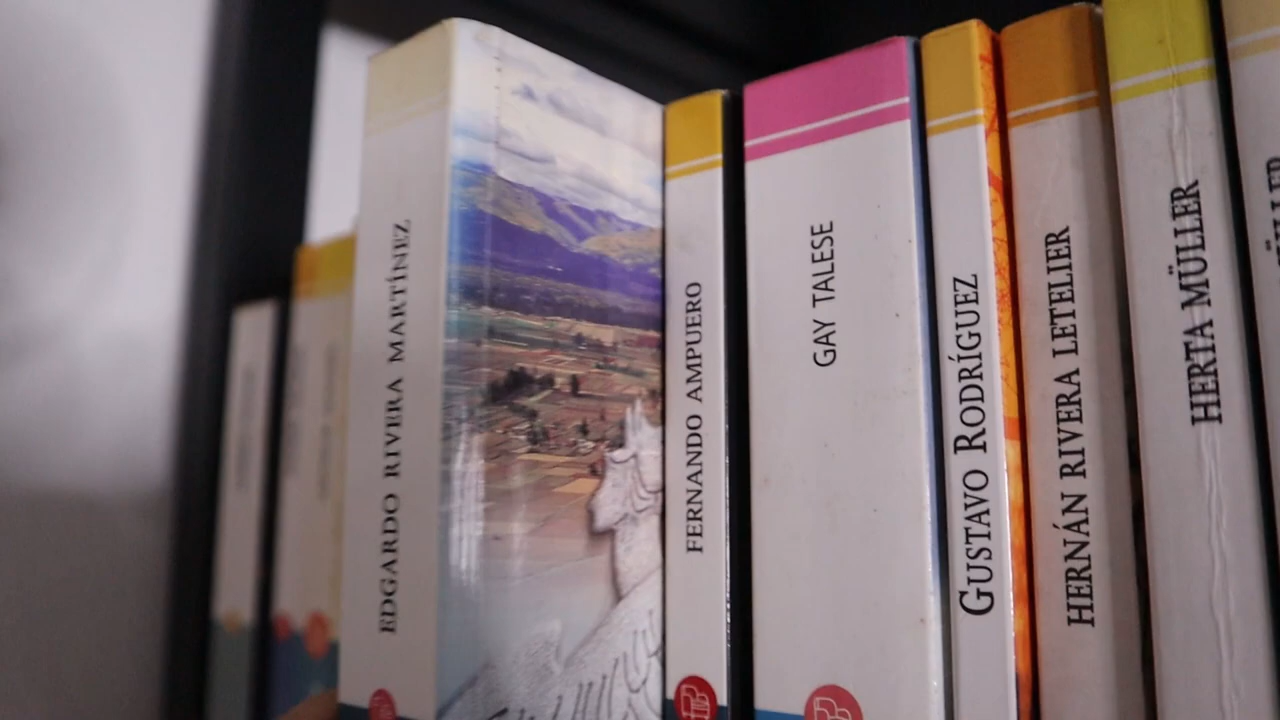 EDGARDO RIVERA MARTÍNEZ
FERNANDO AMPUERO
GAY TALESE
GUSTAVO RODRÍGUEZ
HERNÁN RIVERA LETELIER
HERTA MÜLLER